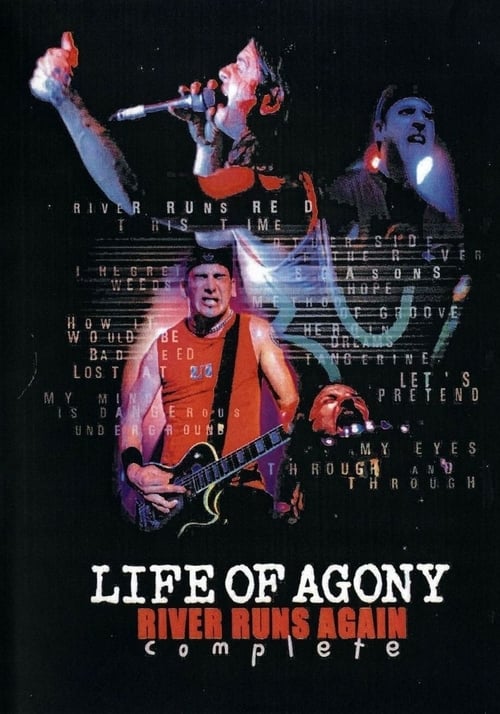 RIVER RUNS RED
THIS TIME
OTHER SIDE
OF THE RIVER
I REGRET
SEASONS
WEEDS
HOPE
METHOD
OF GROOVE
HOW IT
WOULD BE
HEROIN
DREAMS
BAD SEED
TANGERINE
LOST AT
22
LET'S
PRETEND
MY MIND
IS DANGEROUS
UNDERGROUND
MY EYES
THROUGH AND
THROUGH
LIFE OF AGONY
RIVER RUNS AGAIN
complete